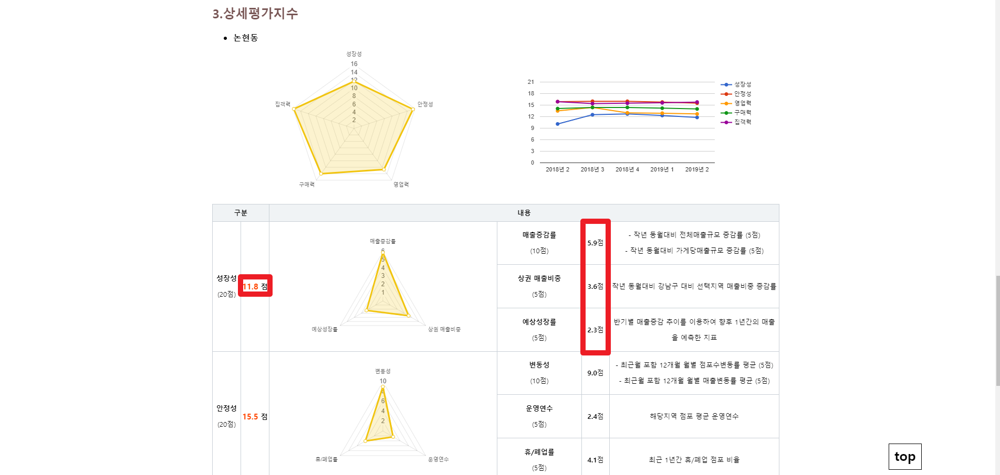 3.상세평가지수
논현동
성장성
16
14
12
10
8
6
4
2
집객력
안정성
구매력
영업력
21
18
15
12
9
6
3
0
2018년 2
2018년 3
2018년 4
2019년 1
2019년 2
성장성
안정성
영업력
구매력
집객력
구분
내용
성장성
(20점)
11.8 점
매출증감률
6
5
4
3
2
1
예상성장률
상권 매출비중
매출증감률
(10점)
5.9점
- 작년 동월대비 전체매출규모 증감률 (5점)
- 작년 동월대비 가게당매출규모 증감률 (5점)
상권 매출비중
(5점)
3.6점
작년 동월대비 강남구 대비 선택지역 매출비중 증감률
예상성장률
(5점)
2.3점
반기별 매출증감 추이를 이용하여 향후 1년간의 매출
을 예측한 지표
안정성
(20점)
15.5 점
변동성
10
8
6
4
2
휴/폐업률
운영연수
변동성
(10점)
9.0점
- 최근월 포함 12개월 월별 점포수변동률 평균 (5점)
- 최근월 포함 12개월 월별 매출변동률 평균 (5점)
운영연수
(5점)
2.4점
해당지역 점포 평균 운영연수
휴/폐업률
(5점)
4.1점
최근 1년간 휴/폐업 점포 비율
top